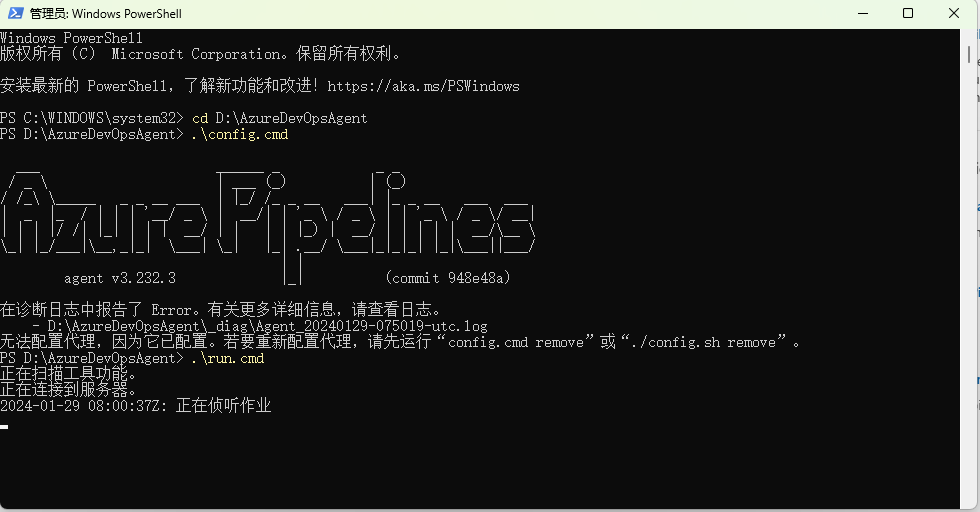 管理员: Windows PowerShell
Windows PowerShell
版权所有（C） Microsoft Corporation。保留所有权利。
安装最新的 PowerShell，了解新功能和改进！https://aka.ms/PSWindows
PS C:\WINDOWS\system32> cd D:\AzureDevOpsAgent
PS D:\AzureDevOpsAgent> .\config.cmd
Azure Pipelines
agent v3.232.3 (commit 948e48a)
在诊断日志中报告了 Error。有关更多详细信息，请查看日志。
- D:\AzureDevOpsAgent\_diag\Agent_20240129-075019-utc.log
无法配置代理，因为它已配置。若要重新配置代理，请先运行“config.cmd remove”或“./config.sh remove”。
PS D:\AzureDevOpsAgent> .\run.cmd
正在扫描工具功能。
正在连接到服务器。
2024-01-29 08:00:37Z: 正在侦听作业